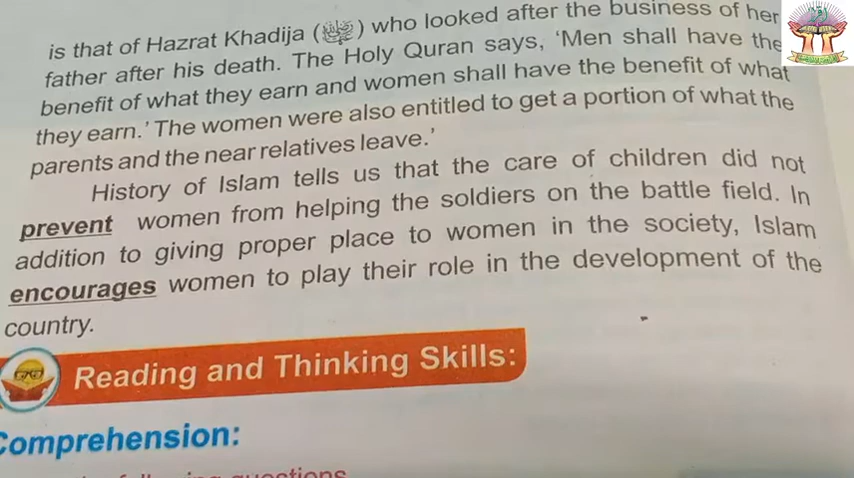 is that of Hazrat Khadija () who looked after the business of her
father after his death. The Holy Quran says, 'Men shall have the
benefit of what they earn and women shall have the benefit of what
they earn.' The women were also entitled to get a portion of what the
parents and the near relatives leave.'
History of Islam tells us that the care of children did not
prevent women from helping the soldiers on the battle field. In
addition to giving proper place to women in the society, Islam
encourages women to play their role in the development of the
country.
Reading and Thinking Skills:
Comprehension:
following questions